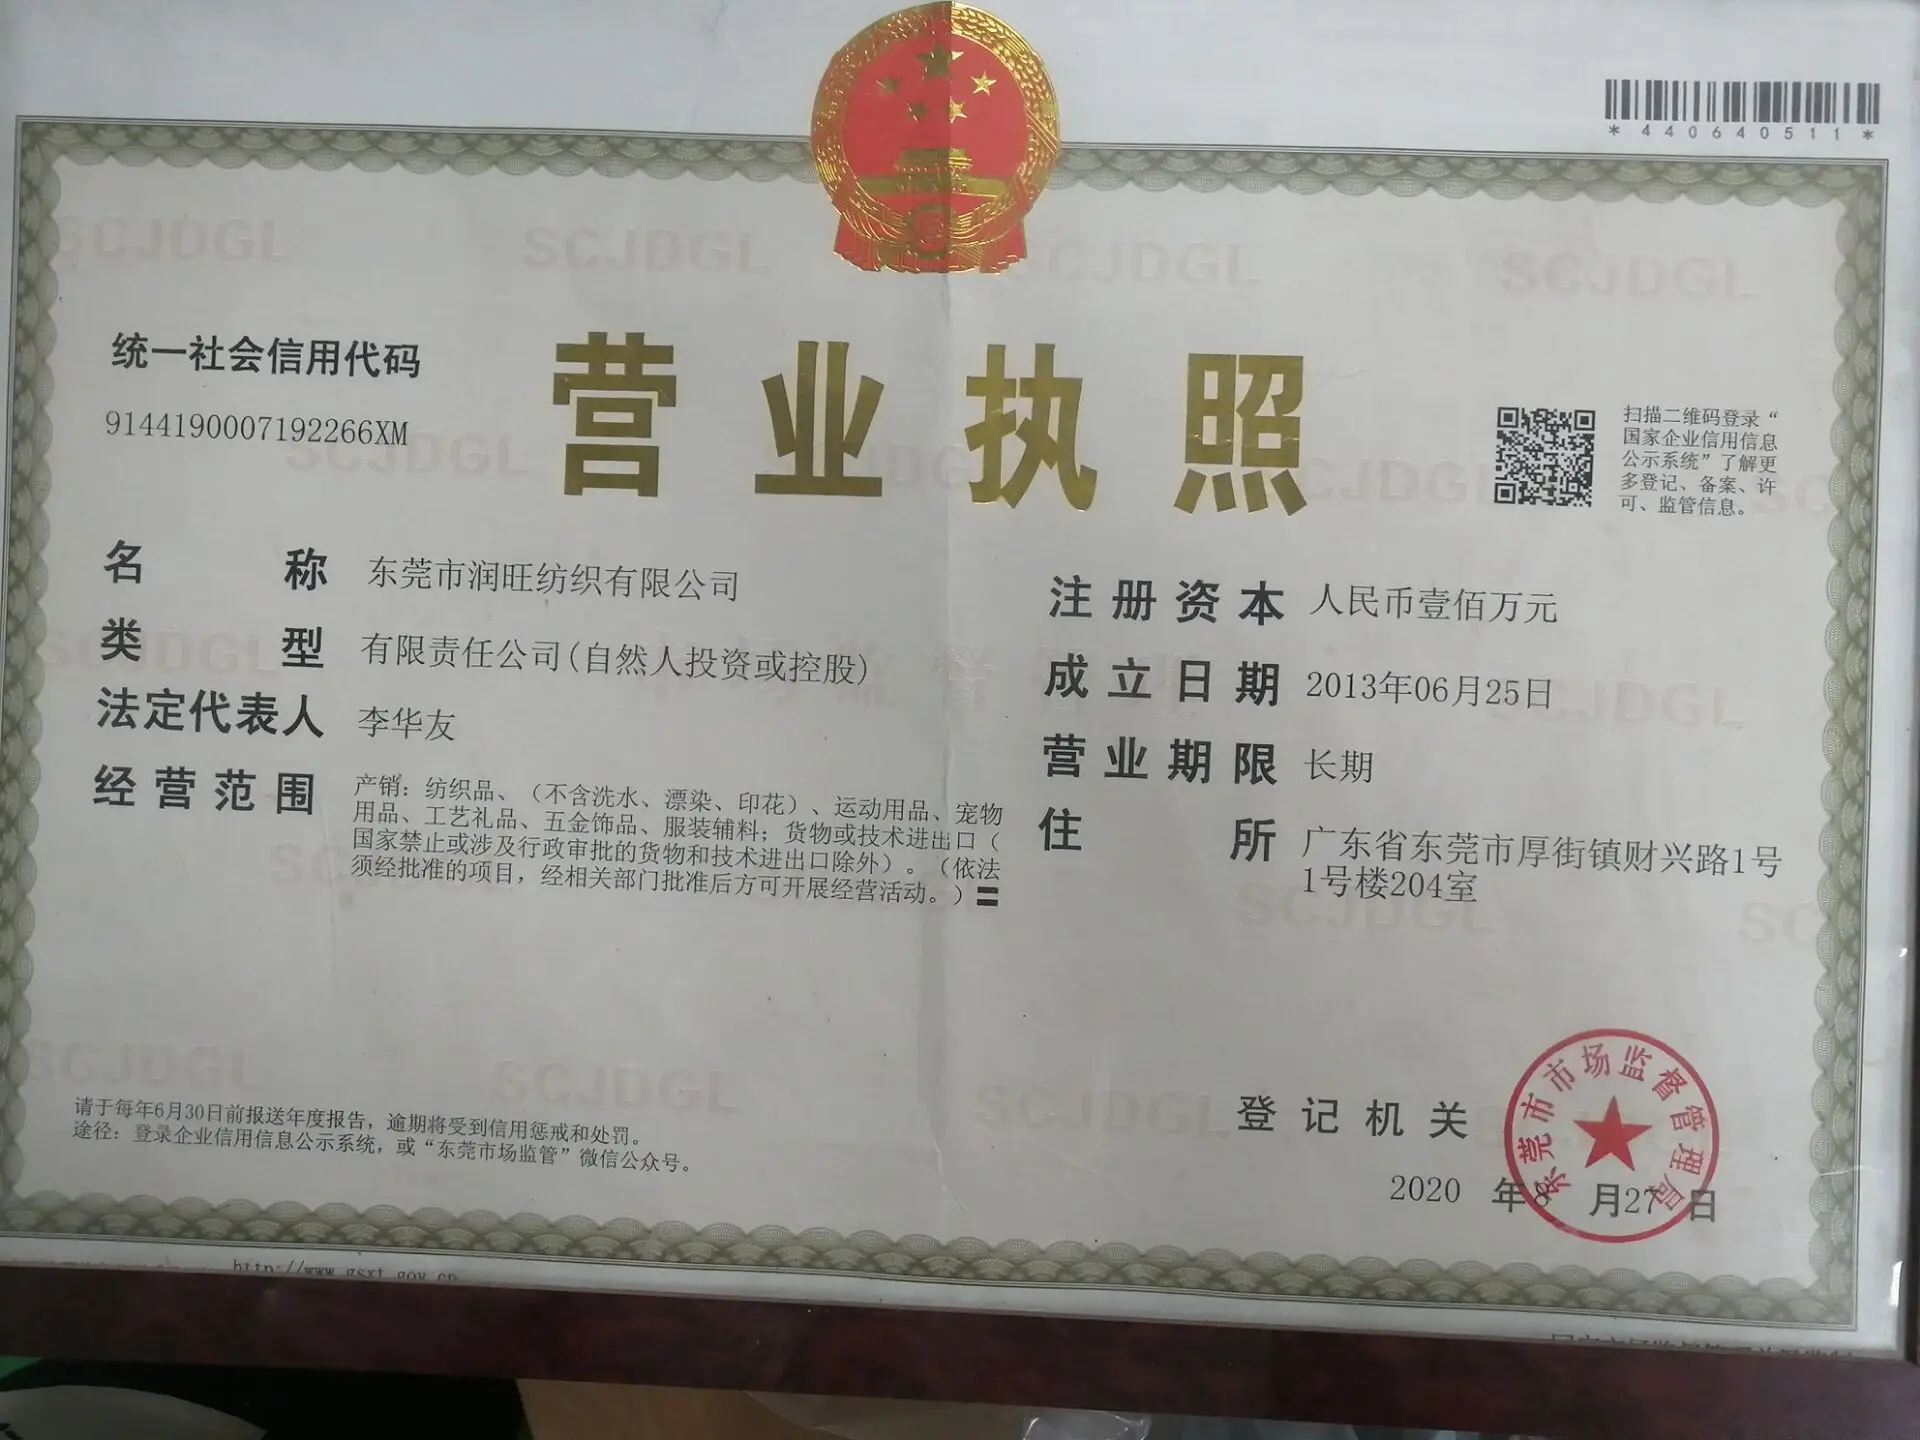 *440640511*
统一社会信用代码
9144190007192266XM
营业执照
扫描二维码登录“
国家企业信用信息
公示系统”了解更
多登记、备案、许
可、监管信息。
名称 东莞市润旺纺织有限公司
类型 有限责任公司(自然人投资或控股)
法定代表人 李华友
经营范围 产销：纺织品、（不含洗水、漂染、印花）、运动用品、宠物
用品、工艺礼品、五金饰品、服装辅料；货物或技术进出口（
国家禁止或涉及行政审批的货物和技术进出口除外）。（依法
须经批准的项目，经相关部门批准后方可开展经营活动。）
注册资本 人民币壹佰万元
成立日期 2013年06月25日
营业期限 长期
住所 广东省东莞市厚街镇财兴路1号
1号楼204室
请于每年6月30日前报送年度报告，逾期将受到信用惩戒和处罚。
途径：登录企业信用信息公示系统，或“东莞市场监管”微信公众号。
登记机关
东莞市市场监督管理局
2020年8月27日
http://www.gsxt.gov.cn
SCJDGL